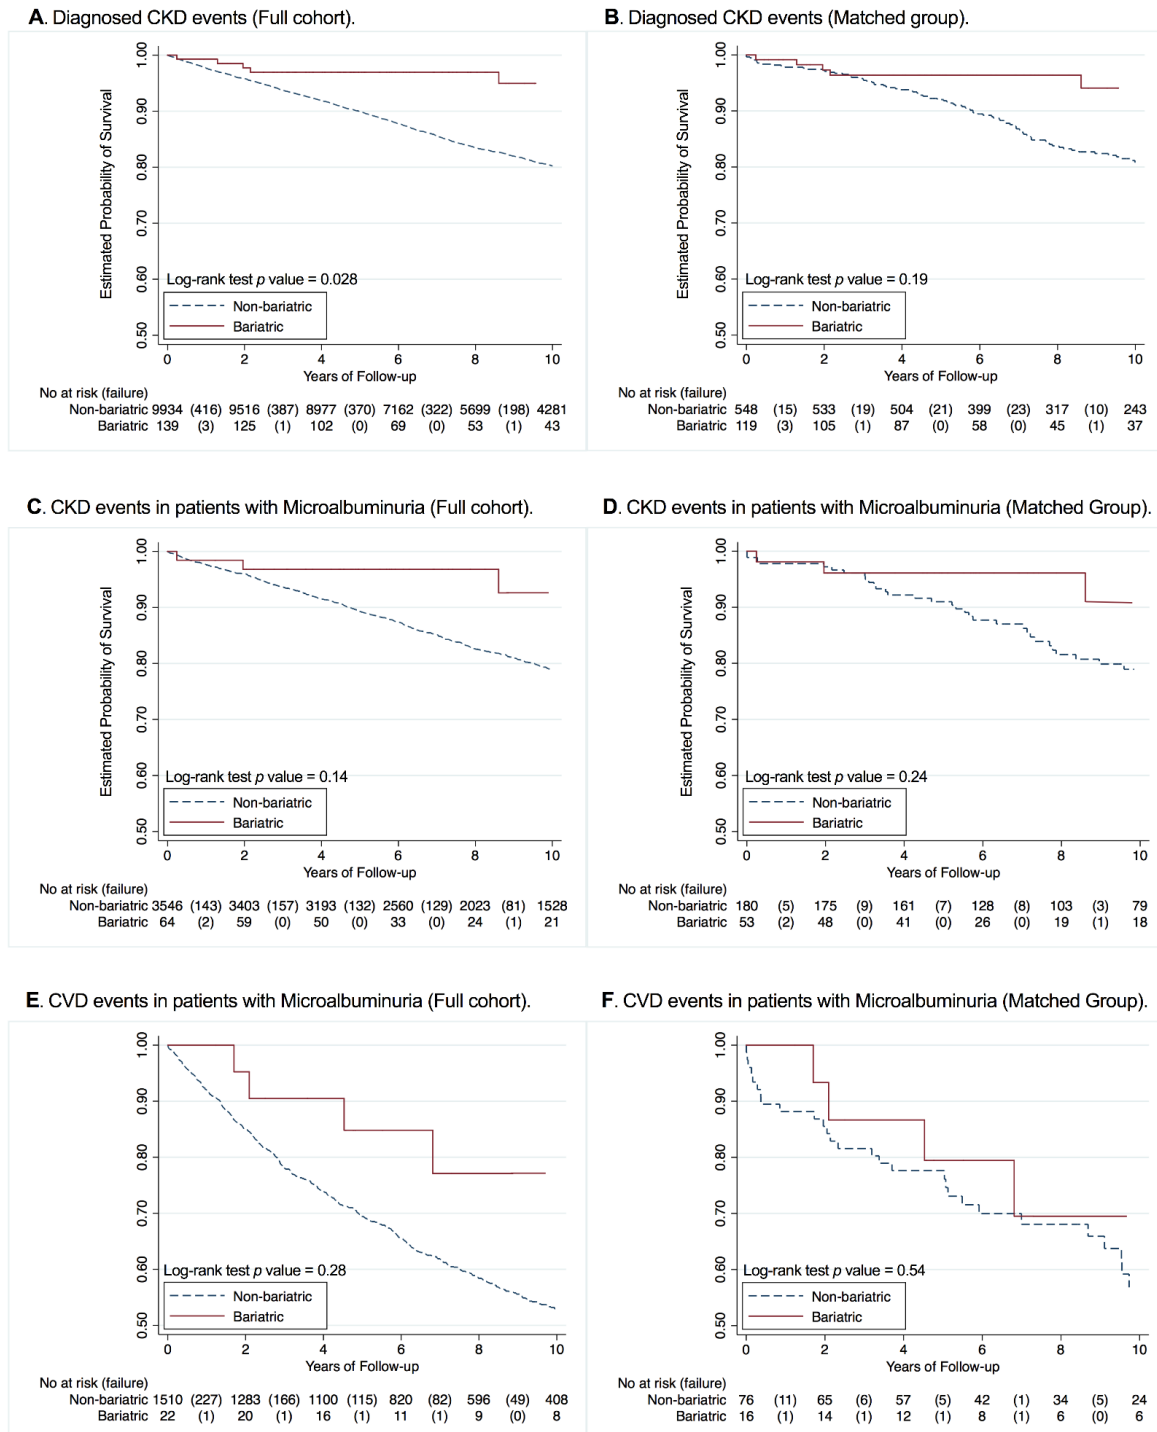 A. Diagnosed CKD events (Full cohort).
Estimated Probability of Survival
1.00
0.90
0.80
0.70
0.60
0.50
Log-rank test p value = 0.028
Non-bariatric
Bariatric
0 2 4 6 8 10
Years of Follow-up
No at risk (failure)
Non-bariatric 9934 (416) 9516 (387) 8977 (370) 7162 (322) 5699 (198) 4281
Bariatric 139 (3) 125 (1) 102 (0) 69 (0) 53 (1) 43
B. Diagnosed CKD events (Matched group).
Estimated Probability of Survival
1.00
0.90
0.80
0.70
0.60
0.50
Log-rank test p value = 0.19
Non-bariatric
Bariatric
0 2 4 6 8 10
Years of Follow-up
No at risk (failure)
Non-bariatric 548 (15) 533 (19) 504 (21) 399 (23) 317 (10) 243
Bariatric 119 (3) 105 (1) 87 (0) 58 (0) 45 (1) 37
C. CKD events in patients with Microalbuminuria (Full cohort).
Estimated Probability of Survival
1.00
0.90
0.80
0.70
0.60
0.50
Log-rank test p value = 0.14
Non-bariatric
Bariatric
0 2 4 6 8 10
Years of Follow-up
No at risk (failure)
Non-bariatric 3546 (143) 3403 (157) 3193 (132) 2560 (129) 2023 (81) 1528
Bariatric 64 (2) 59 (0) 50 (0) 33 (0) 24 (1) 21
D. CKD events in patients with Microalbuminuria (Matched Group).
Estimated Probability of Survival
1.00
0.90
0.80
0.70
0.60
0.50
Log-rank test p value = 0.24
Non-bariatric
Bariatric
0 2 4 6 8 10
Years of Follow-up
No at risk (failure)
Non-bariatric 180 (5) 175 (9) 161 (7) 128 (8) 103 (3) 79
Bariatric 53 (2) 48 (0) 41 (0) 26 (0) 19 (1) 18
E. CVD events in patients with Microalbuminuria (Full cohort).
1.00
0.90
0.80
0.70
0.60
0.50
Log-rank test p value = 0.28
Non-bariatric
Bariatric
0 2 4 6 8 10
Years of Follow-up
No at risk (failure)
Non-bariatric 1510 (227) 1283 (166) 1100 (115) 820 (82) 596 (49) 408
Bariatric 22 (1) 20 (1) 16 (1) 11 (1) 9 (0) 8
F. CVD events in patients with Microalbuminuria (Matched Group).
1.00
0.90
0.80
0.70
0.60
0.50
Log-rank test p value = 0.54
Non-bariatric
Bariatric
0 2 4 6 8 10
Years of Follow-up
No at risk (failure)
Non-bariatric 76 (11) 65 (6) 57 (5) 42 (1) 34 (5) 24
Bariatric 16 (1) 14 (1) 12 (1) 8 (1) 6 (0) 6